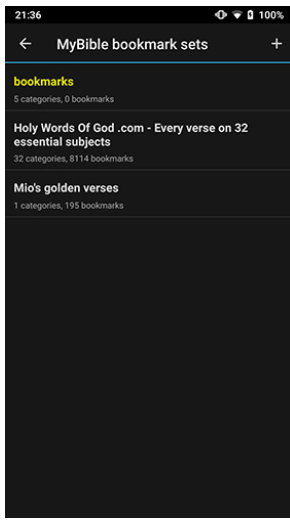 21:36
100%
MyBible bookmark sets
bookmarks
5 categories, 0 bookmarks
Holy Words Of God .com - Every verse on 32
essential subjects
32 categories, 8114 bookmarks
Mio's golden verses
1 categories, 195 bookmarks